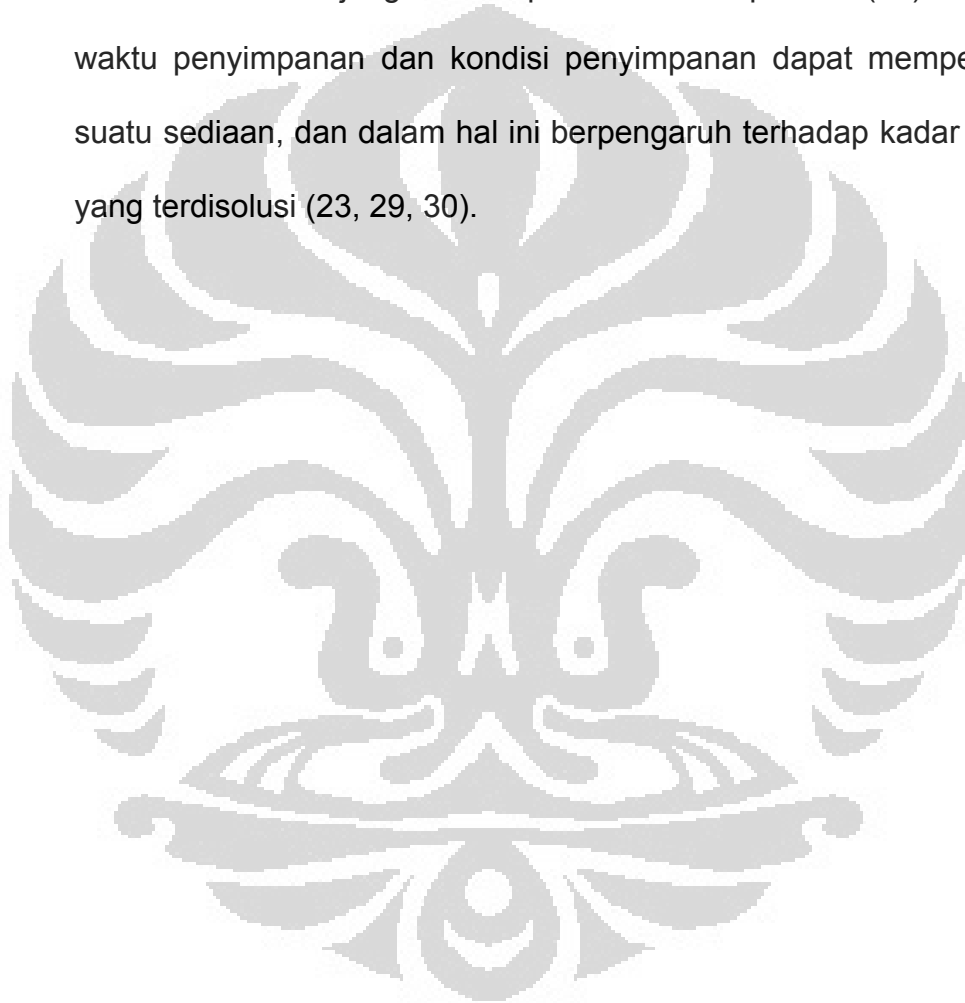 waktu penyimpanan dan kondisi penyimpanan dapat
suatu sediaan, dan dalam hal ini berpengaruh terhadap kadar
yang terdisolusi (23, 29, 30).